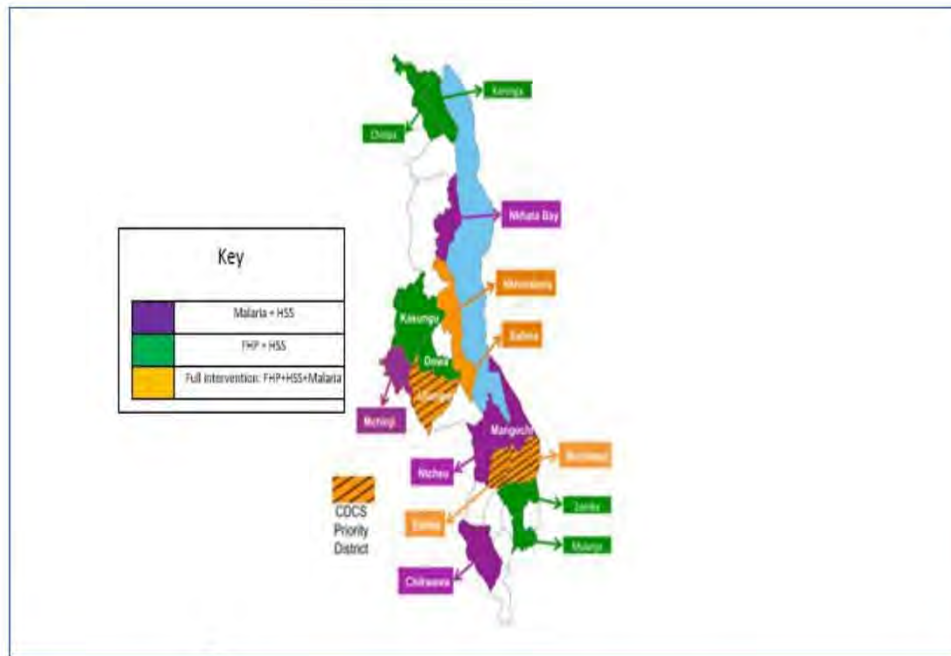 Karonga
Chitipa
Nkhata Bay
Key
Malaria + HSS
FHP + HSS
Full intervention: FHP+HSS+Malaria
Nkhotakota
Salima
Kasungu
Dowa
Lilongwe
Mchinji
Mangochi
Machinga
Ntcheu
Balaka
Zomba
Mulanje
Chikwawa
CDCS
Priority
District